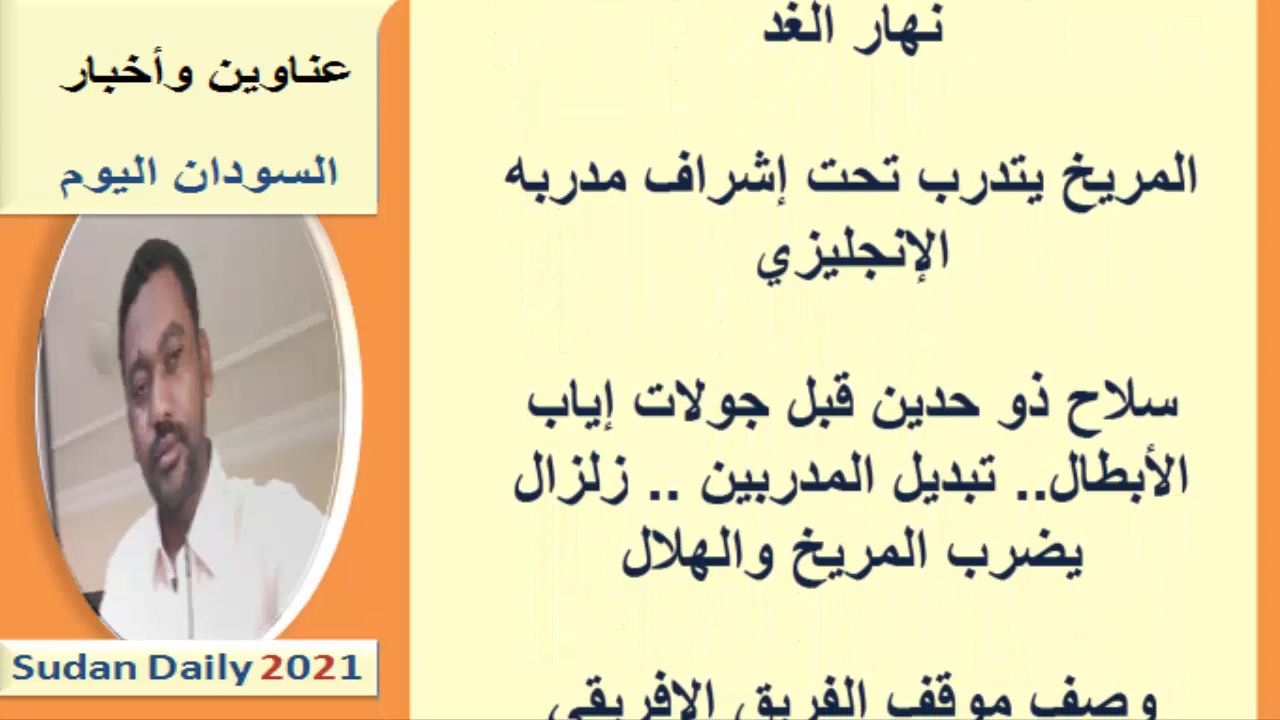 عناوين وأخبار
السودان اليوم
Sudan Daily 2021
نهار الغد
المريخ يتدرب تحت إشراف مدربه
الإنجليزي
سلاح ذو حدين قبل جولات إياب
الأبطال.. تبديل المدربين .. زلزال
يضرب المريخ والهلال
وصف موقف الفريق الإفريقي